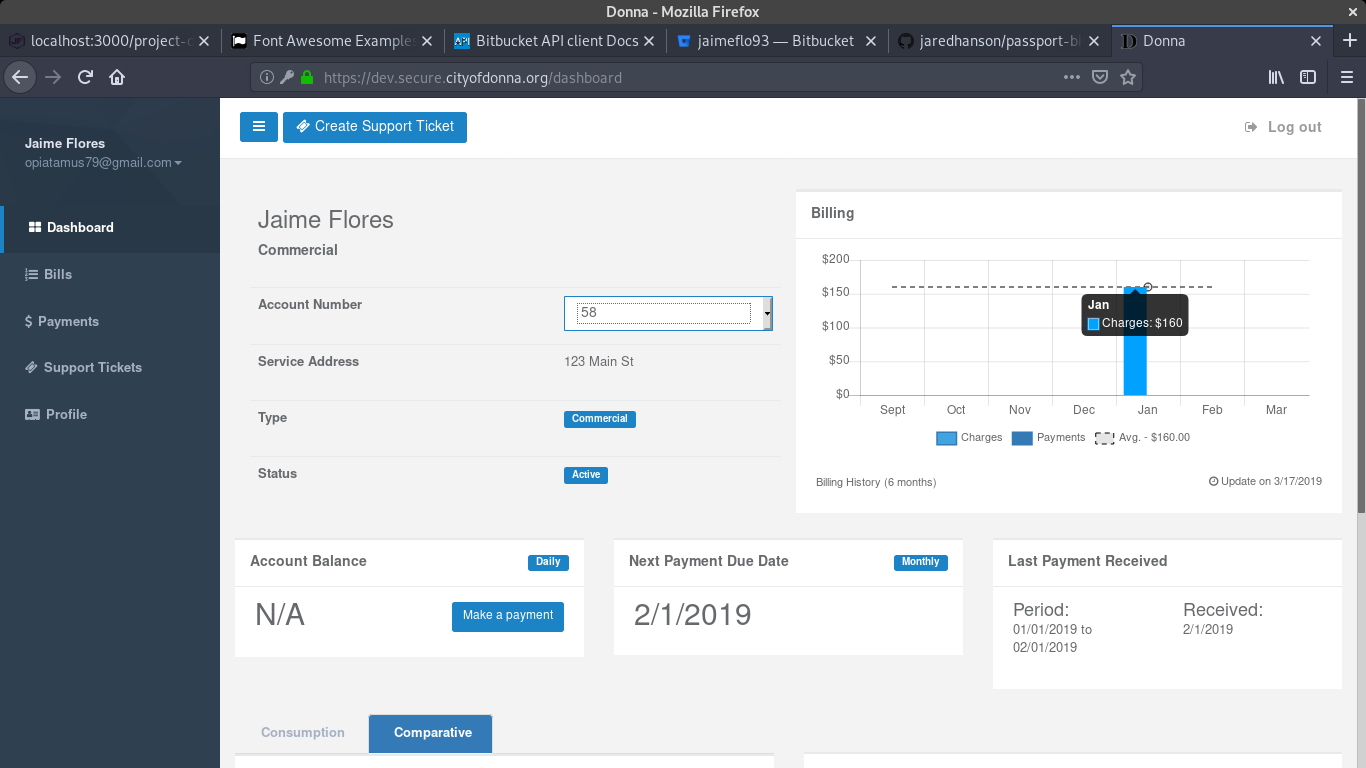 Donna - Mozilla Firefox
localhost:3000/project-
Font Awesome Example
Bitbucket API client Docs
jaimeflo93 — Bitbucket
jaredhanson/passport-bi
Donna
https://dev.secure.cityofdonna.org/dashboard
Jaime Flores
opiatamus79@gmail.com
Dashboard
Bills
Payments
Support Tickets
Profile
Create Support Ticket
Log out
Jaime Flores
Commercial
Account Number
58
Service Address
123 Main St
Type
Commercial
Status
Active
Billing
$200
$150
$100
$50
$0
Jan
Charges: $160
Sept Oct Nov Dec Jan Feb Mar
Charges Payments Avg. - $160.00
Billing History (6 months)
Update on 3/17/2019
Account Balance
Daily
N/A
Make a payment
Next Payment Due Date
Monthly
2/1/2019
Last Payment Received
Period:
01/01/2019 to
02/01/2019
Received:
2/1/2019
Consumption
Comparative